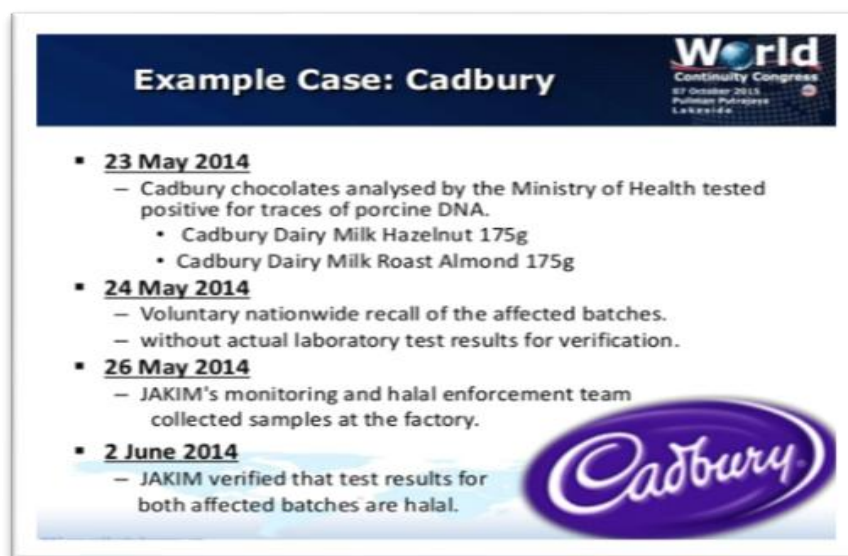 Example Case: Cadbury
World
Continuity Congress
07 October 2015
Pullman Putrajaya
Lakeside
▪ 23 May 2014
– Cadbury chocolates analysed by the Ministry of Health tested
positive for traces of porcine DNA.
• Cadbury Dairy Milk Hazelnut 175g
• Cadbury Dairy Milk Roast Almond 175g
▪ 24 May 2014
– Voluntary nationwide recall of the affected batches.
– without actual laboratory test results for verification.
▪ 26 May 2014
– JAKIM's monitoring and halal enforcement team
collected samples at the factory.
▪ 2 June 2014
– JAKIM verified that test results for
both affected batches are halal.
Cadbury